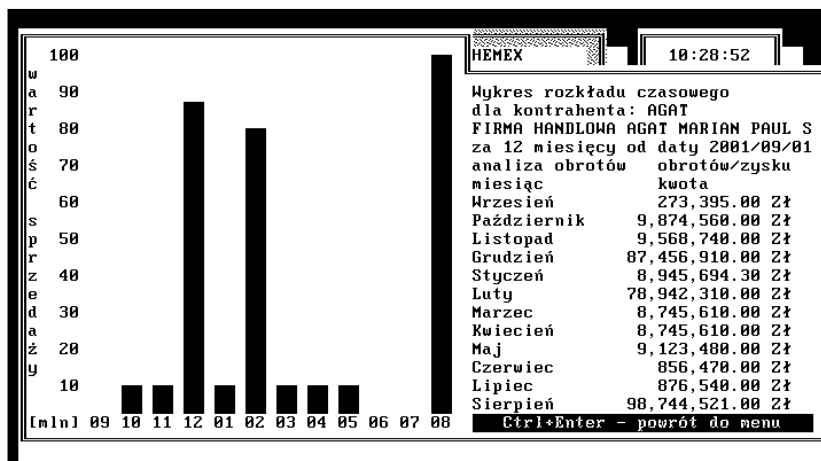 100
90
80
70
60
50
40
30
20
10
wartość sprzedaży
[mln] 09 10 11 12 01 02 03 04 05 06 07 08
HEMEX
10:28:52
Wykres rozkładu czasowego
dla kontrahenta: AGAT
FIRMA HANDLOWA AGAT MARIAN PAUL S
za 12 miesięcy od daty 2001/09/01
analiza obrotów obrotów/zysku
miesiąc kwota
Wrzesień 273,395.00 Zł
Październik 9,874,560.00 Zł
Listopad 9,568,740.00 Zł
Grudzień 87,456,910.00 Zł
Styczeń 8,945,694.30 Zł
Luty 78,942,310.00 Zł
Marzec 8,745,610.00 Zł
Kwiecień 8,745,610.00 Zł
Maj 9,123,480.00 Zł
Czerwiec 856,470.00 Zł
Lipiec 876,540.00 Zł
Sierpień 98,744,521.00 Zł
Ctrl+Enter - powrót do menu